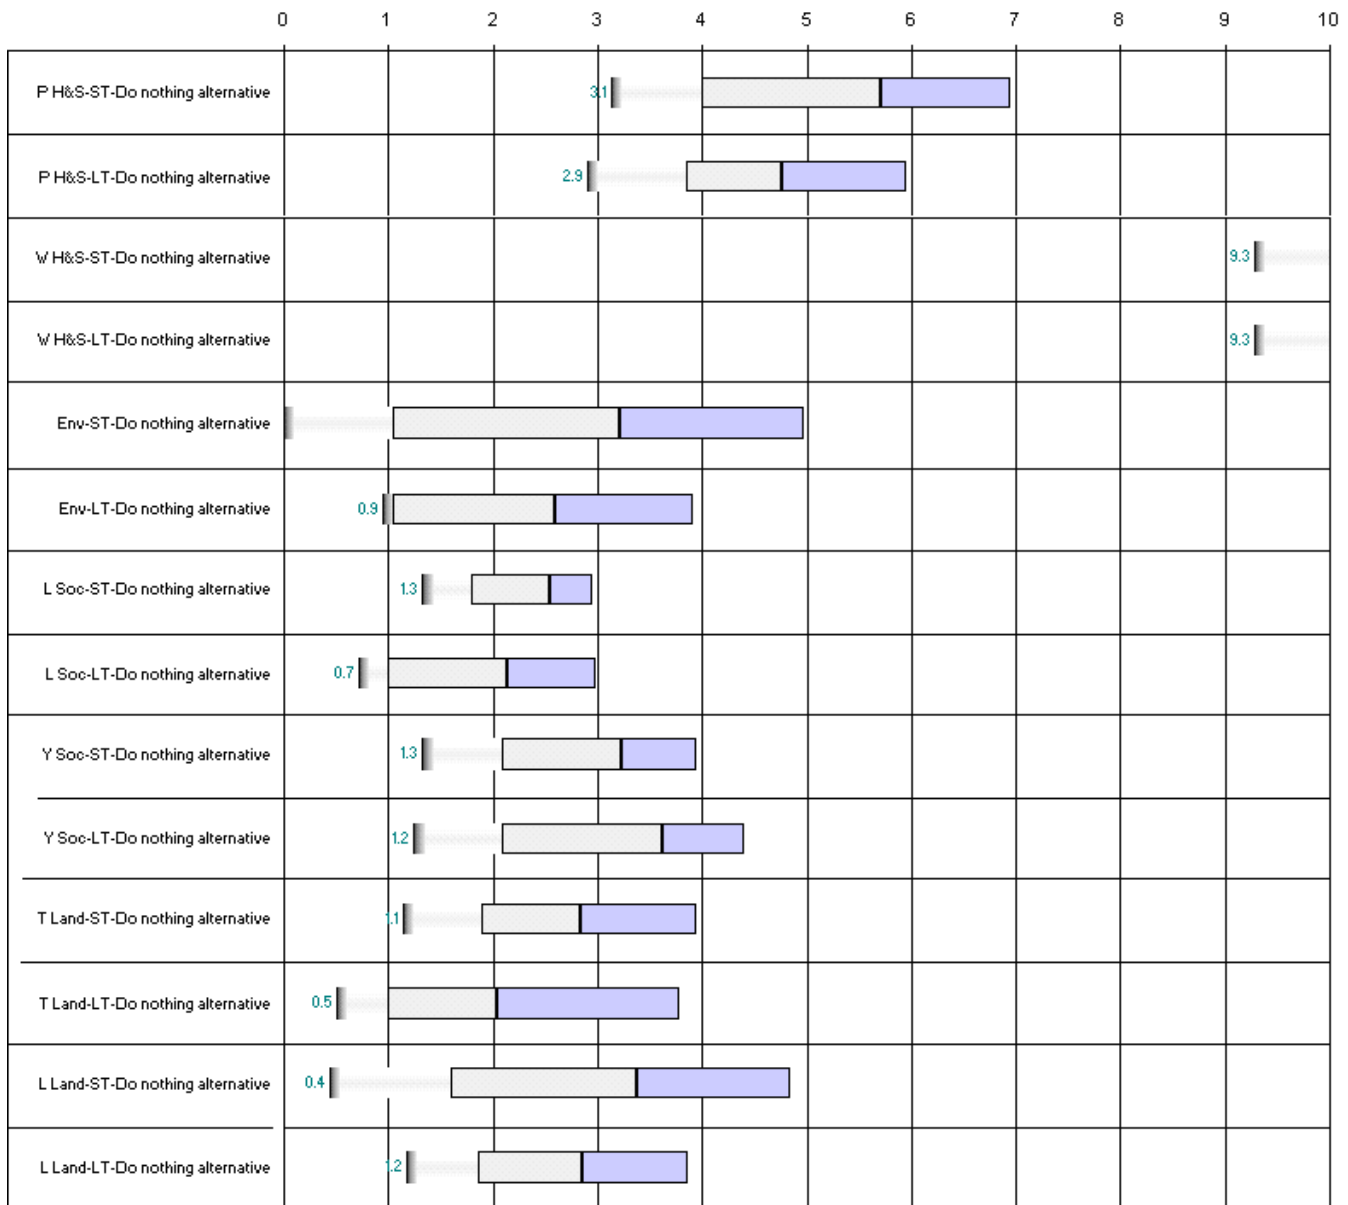 0 1 2 3 4 5 6 7 8 9 10
P H&S-ST-Do nothing alternative 3.1
P H&S-LT-Do nothing alternative 2.9
W H&S-ST-Do nothing alternative 9.3
W H&S-LT-Do nothing alternative 9.3
Env-ST-Do nothing alternative
Env-LT-Do nothing alternative 0.9
L Soc-ST-Do nothing alternative 1.3
L Soc-LT-Do nothing alternative 0.7
Y Soc-ST-Do nothing alternative 1.3
Y Soc-LT-Do nothing alternative 1.2
T Land-ST-Do nothing alternative 1.1
T Land-LT-Do nothing alternative 0.5
L Land-ST-Do nothing alternative 0.4
L Land-LT-Do nothing alternative 1.2